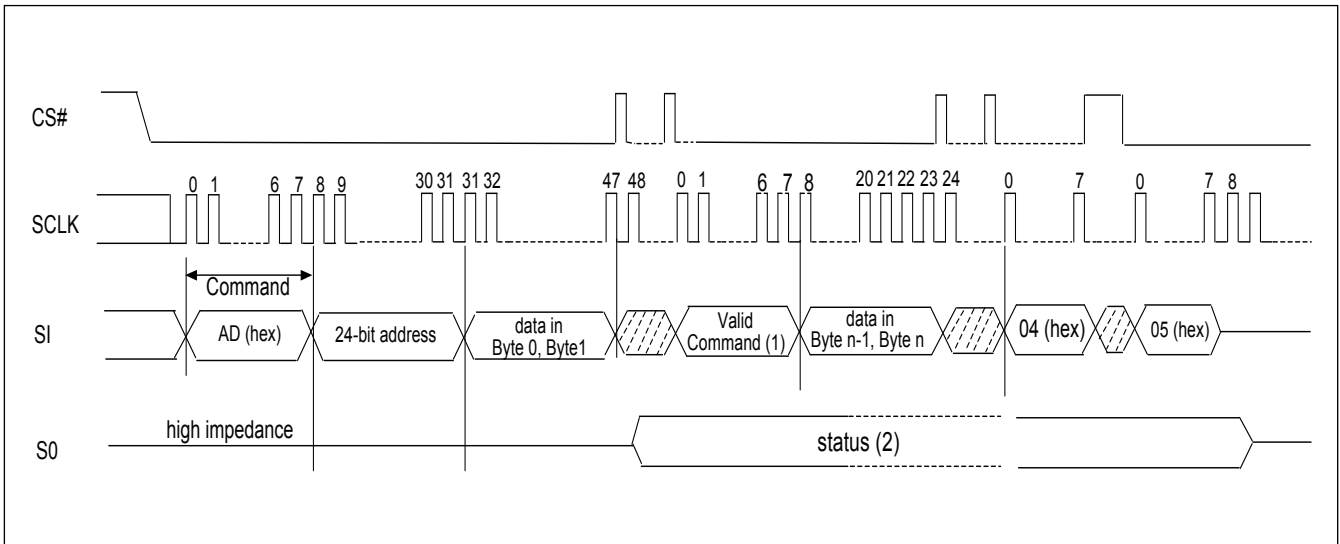 CS#
0 1 6 7 8 9 30 31 31 32 47 48 0 1 6 7 8 20 21 22 23 24 0 7 0 7 8
SCLK
Command
SI
AD (hex)
24-bit address
data in
Byte 0, Byte1
Valid
Command (1)
data in
Byte n-1, Byte n
04 (hex)
05 (hex)
high impedance
S0
status (2)